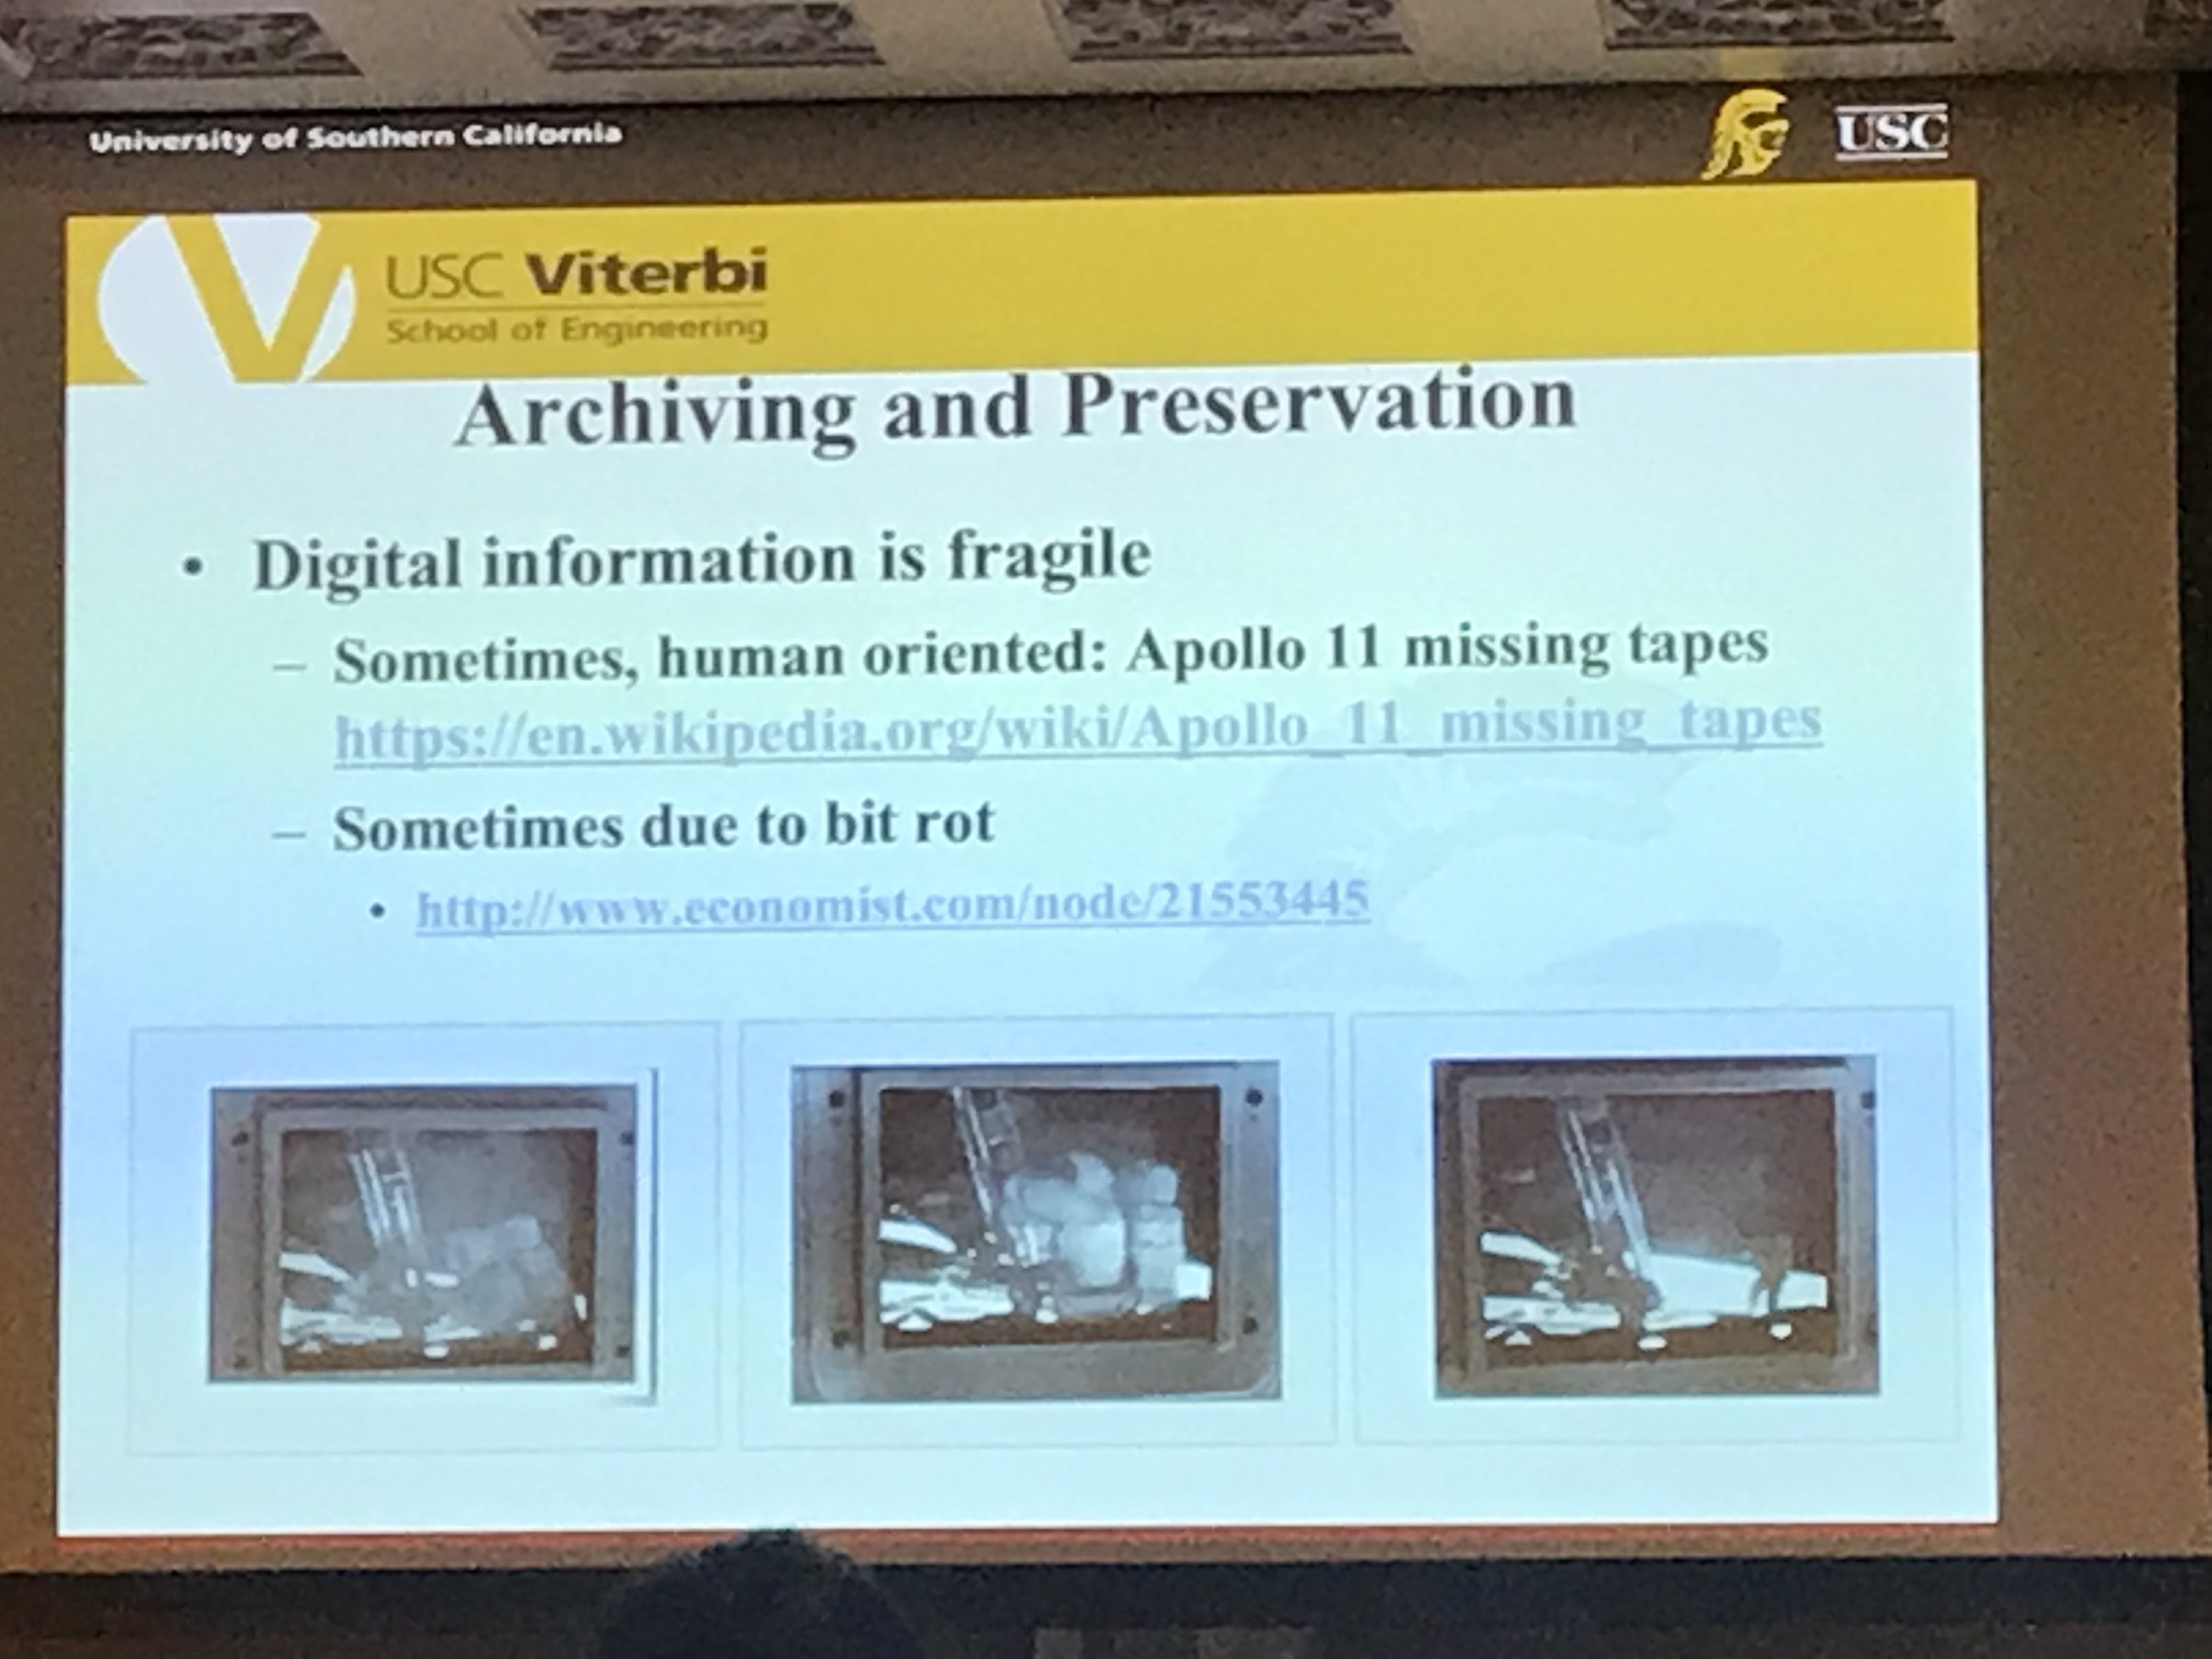 University of Southern California
USC
USC Viterbi
School of Engineering
Archiving and Preservation
• Digital information is fragile
– Sometimes, human oriented: Apollo 11 missing tapes
https://en.wikipedia.org/wiki/Apollo_11_missing_tapes
– Sometimes due to bit rot
• http://www.economist.com/node/21553445